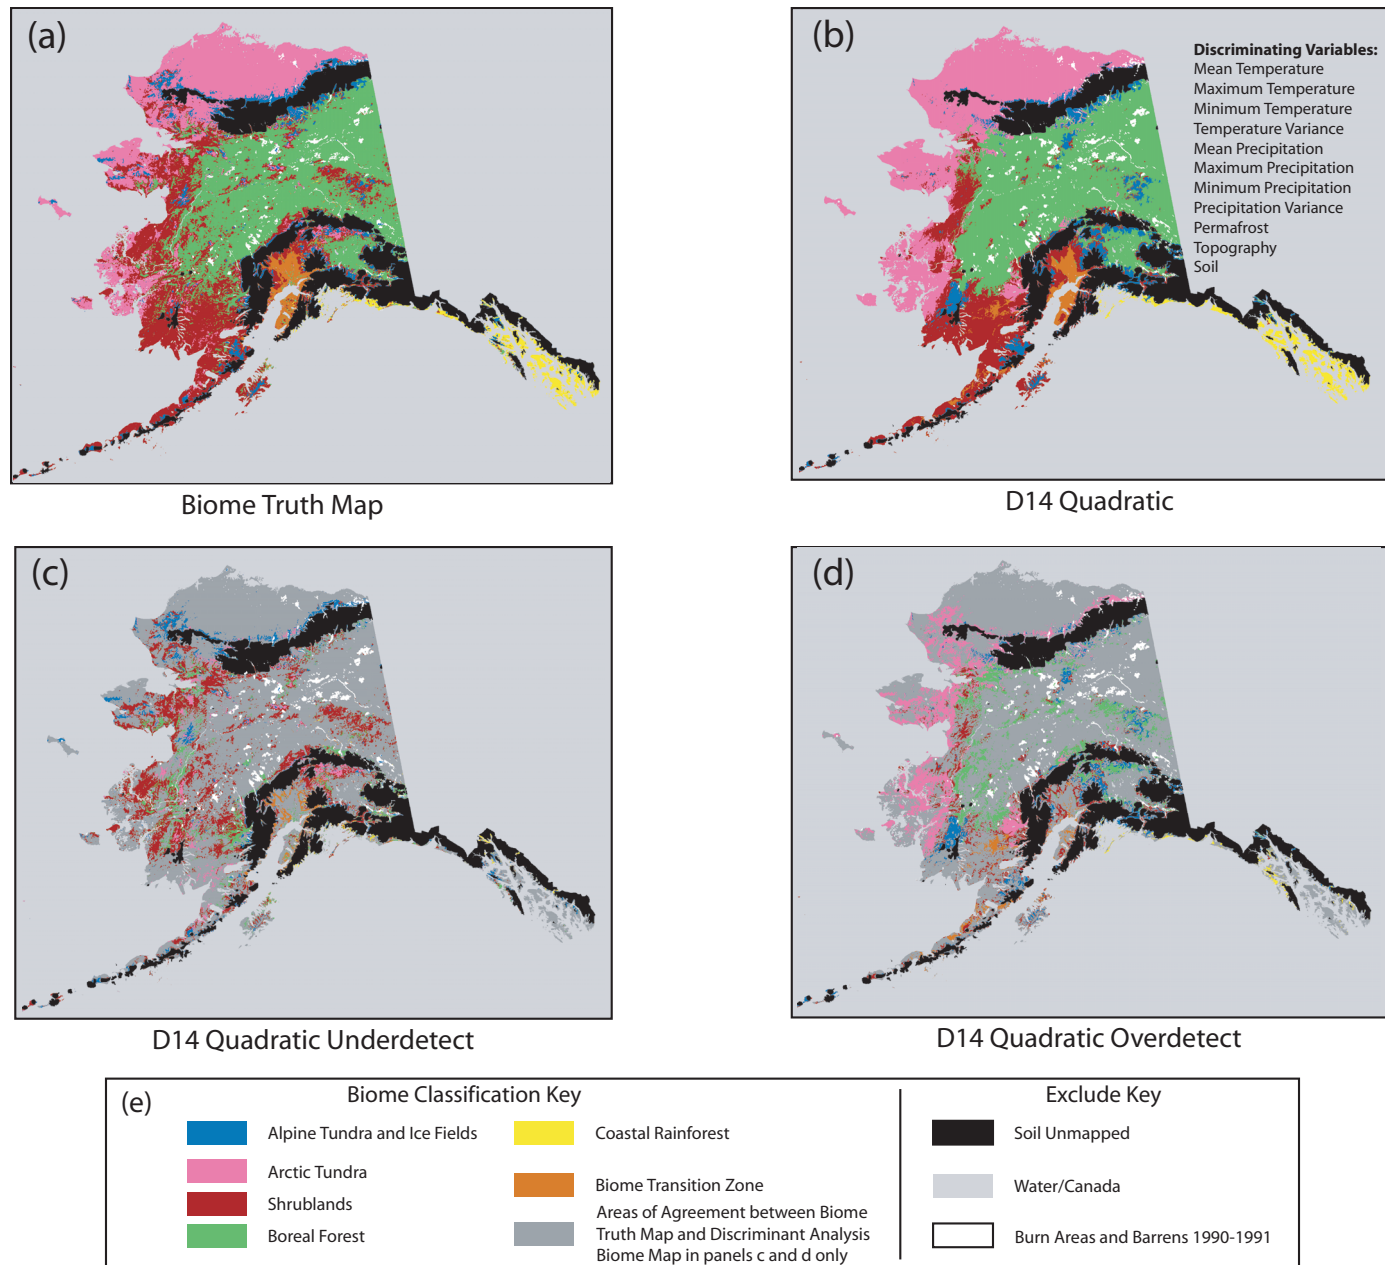 (a)
Biome Truth Map
(b)
Discriminating Variables:
Mean Temperature
Maximum Temperature
Minimum Temperature
Temperature Variance
Mean Precipitation
Maximum Precipitation
Minimum Precipitation
Precipitation Variance
Permafrost
Topography
Soil
D14 Quadratic
(c)
D14 Quadratic Underdetect
(d)
D14 Quadratic Overdetect
(e)
Biome Classification Key
Alpine Tundra and Ice Fields
Arctic Tundra
Shrublands
Boreal Forest
Coastal Rainforest
Biome Transition Zone
Areas of Agreement between Biome
Truth Map and Discriminant Analysis
Biome Map in panels c and d only
Exclude Key
Soil Unmapped
Water/Canada
Burn Areas and Barrens 1990-1991